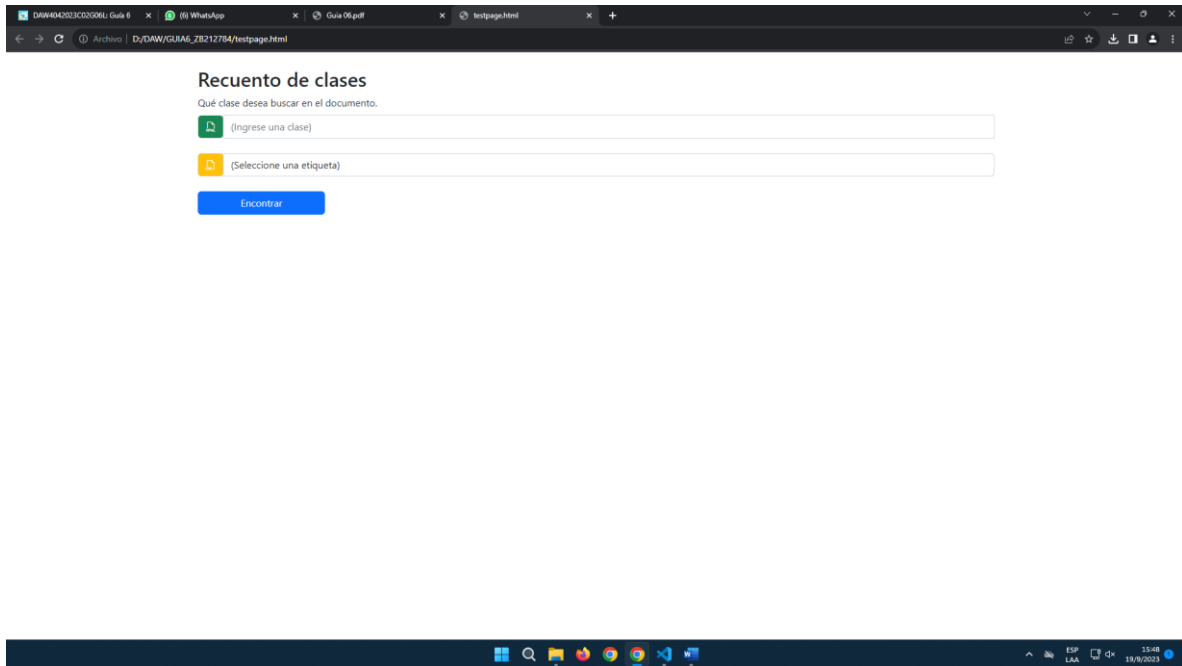 DAW4042023C02G06L: Guía 6
(6) WhatsApp
Guia 06.pdf
testpage.html
Archivo | D:/DAW/GUIA6_ZB212784/testpage.html
Recuento de clases
Qué clase desea buscar en el documento.
(Ingrese una clase)
(Seleccione una etiqueta)
Encontrar
ESP 15:48
LAA 19/9/2023